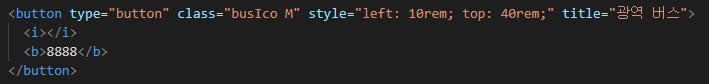 <button type="button" class="busIco M" style="left: 10rem; top: 40rem;" title="광역 버스">
<i></i>
<b>8888</b>
</button>